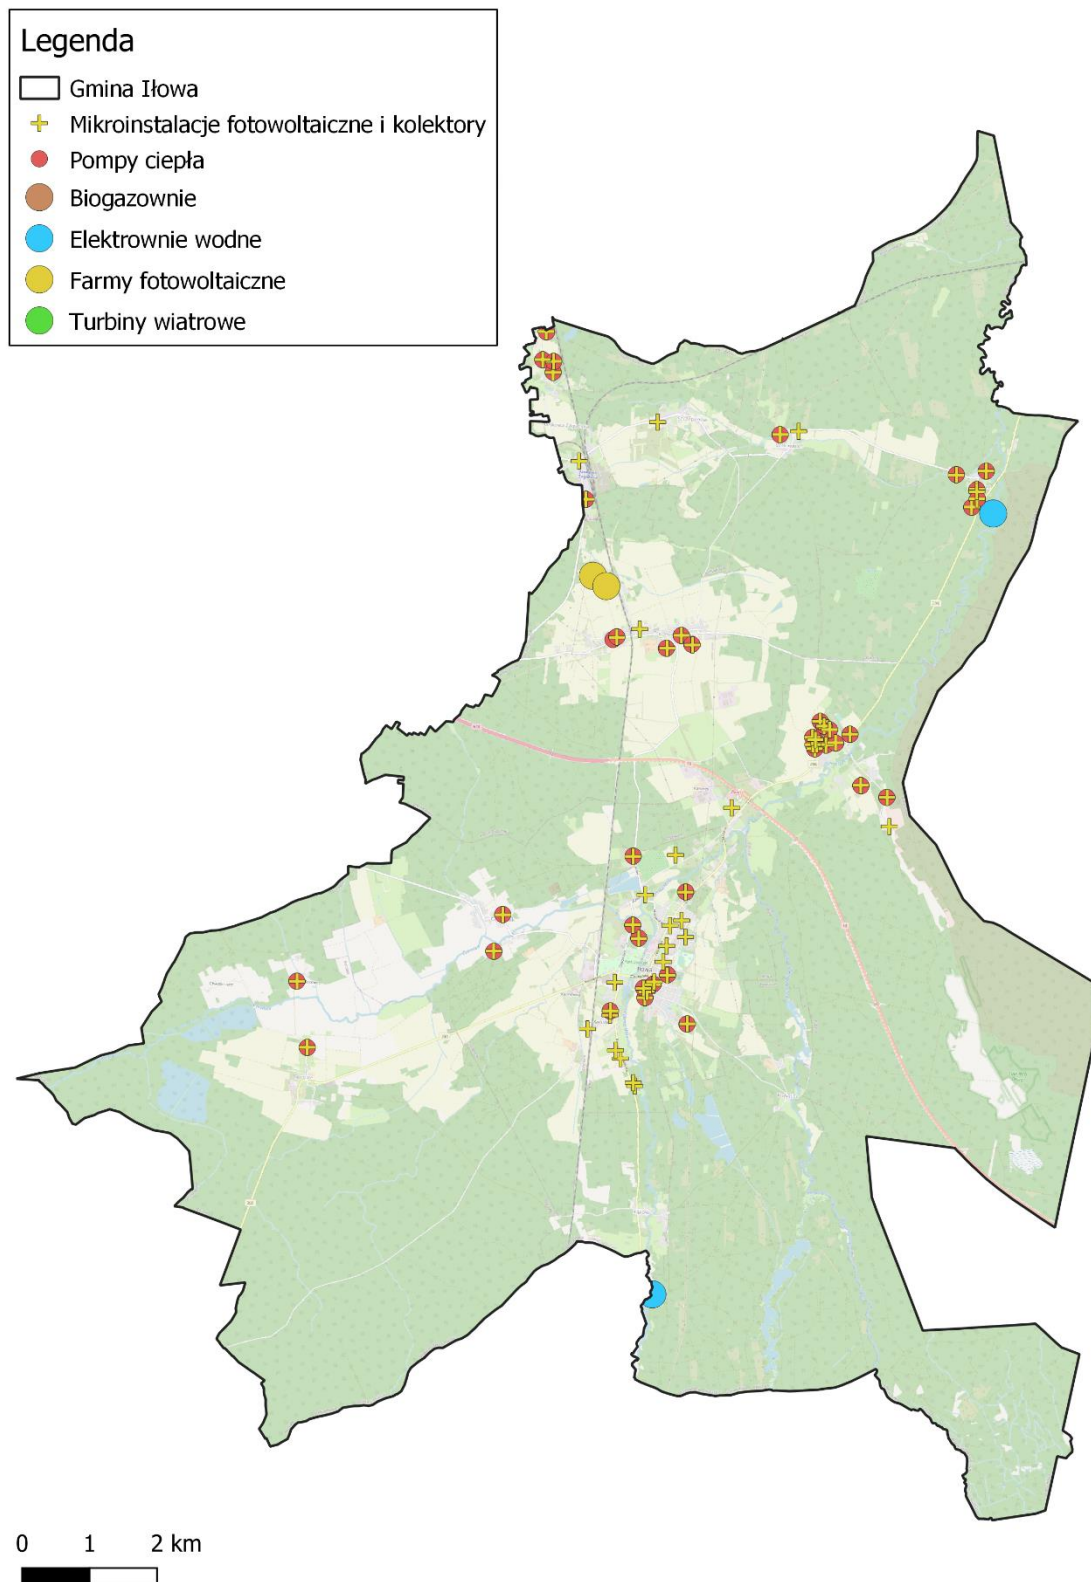 Legenda
Gmina Iłowa
Mikroinstalacje fotowoltaiczne i kolektory
Pompy ciepła
Biogazownie
Elektrownie wodne
Farmy fotowoltaiczne
Turbiny wiatrowe
0 1 2 km